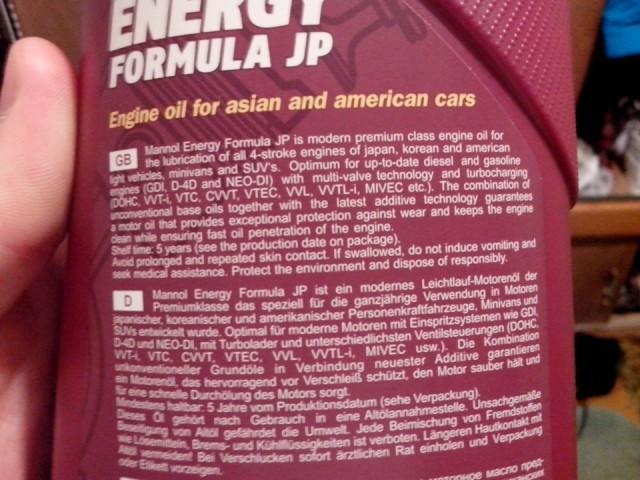 ENERGY
FORMULA JP
Engine oil for asian and american cars
GB Mannol Energy Formula JP is modern premium class engine oil for
the lubrication of all 4-stroke engines of japan, korean and american
light vehicles, minivans and SUV's. Optimum for up-to-date diesel and gasoline
engines (GDI, D-4D and NEO-DI) with multi-valve technology and turbocharging
(DOHC, VVT-i, VTC, CVVT, VTEC, VVL, VVTL-i, MIVEC etc.). The combination of
unconventional base oils together with the latest additive technology guarantees
a motor oil that provides exceptional protection against wear and keeps the engine
clean while ensuring fast oil penetration of the engine.
Shelf time: 5 years (see the production date on package).
Avoid prolonged and repeated skin contact. If swallowed, do not induce vomiting and
seek medical assistance. Protect the environment and dispose of responsibly.
D Mannol Energy Formula JP ist ein modernes Leichtlauf-Motorenöl der
Premiumklasse das speziell für die ganzjährige Verwendung in Motoren
japanischer, koreanischer und amerikanischer Personenkraftfahrzeuge, Minivans und
SUVs entwickelt wurde. Optimal für moderne Motoren mit Einspritzsystemen wie GDI,
D-4D und NEO-DI, mit Turbolader und unterschiedlichsten Ventilsteuerungen (DOHC,
VVT-i, VTC, CVVT, VTEC, VVL, VVTL-i, MIVEC usw.). Die Kombination
unkonventioneller Grundöle in Verbindung neuester Additive garantieren
ein Motorenöl, das hervorragend vor Verschleiß schützt, den Motor sauber hält und
für eine schnelle Durchölung des Motors sorgt.
Mindestens haltbar: 5 Jahre vom Produktionsdatum (sehe Verpackung).
Dieses Öl gehört nach Gebrauch in eine Altölannahmestelle. Unsachgemäße
Beseitigung von Altöl gefährdet die Umwelt. Jede Beimischung von Fremdstoffen
wie Lösemitteln, Brems- und Kühlflüssigkeiten ist verboten. Längeren Hautkontakt mit
Altöl vermeiden! Bei Verschlucken sofort ärztlichen Rat einholen und Verpackung
oder Etikett vorzeigen.
моторное масло